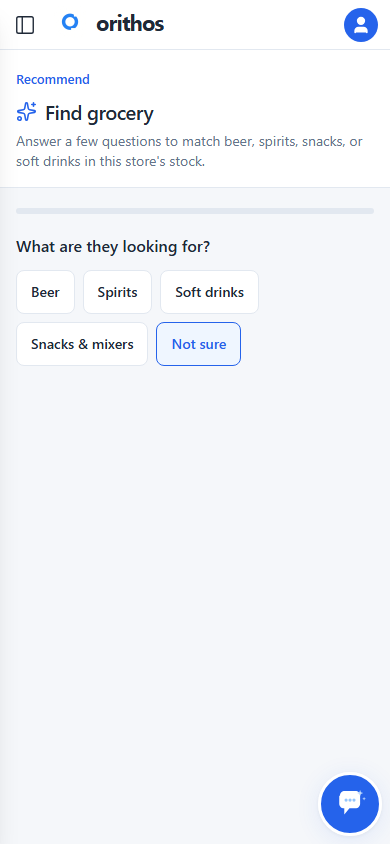 orithos
Recommend
Find grocery
Answer a few questions to match beer, spirits, snacks, or
soft drinks in this store's stock.
What are they looking for?
Beer
Spirits
Soft drinks
Snacks & mixers
Not sure